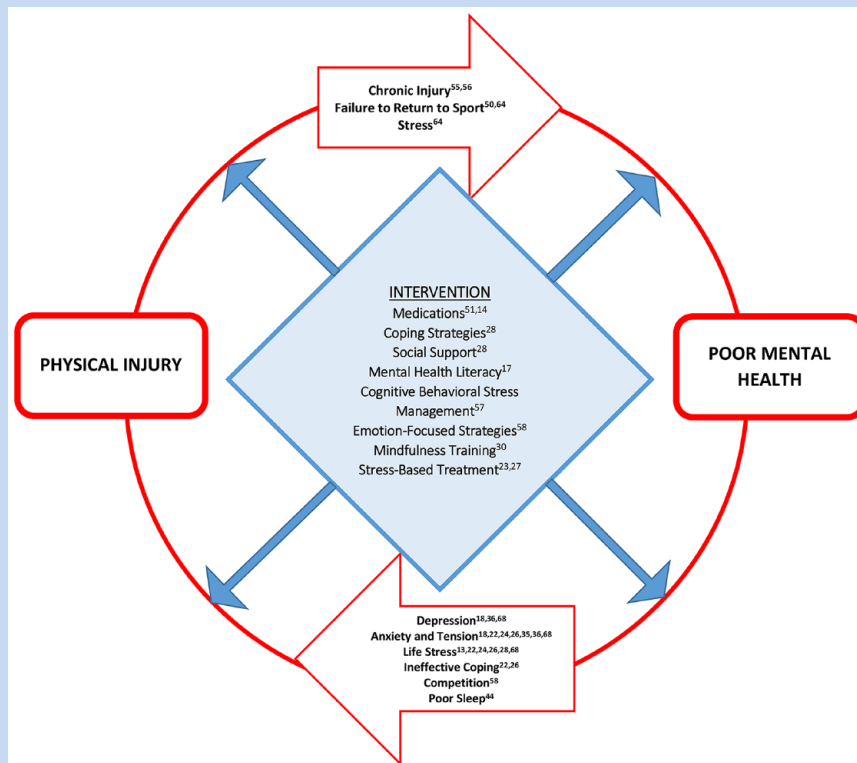 Chronic Injury55,56
Failure to Return to Sport50,64
Stress64
PHYSICAL INJURY
INTERVENTION
Medications51,14
Coping Strategies28
Social Support28
Mental Health Literacy17
Cognitive Behavioral Stress
Management57
Emotion-Focused Strategies58
Mindfulness Training30
Stress-Based Treatment23,27
POOR MENTAL
HEALTH
Depression18,36,68
Anxiety and Tension18,22,24,26,35,36,68
Life Stress13,22,24,26,28,68
Ineffective Coping22,26
Competition58
Poor Sleep44